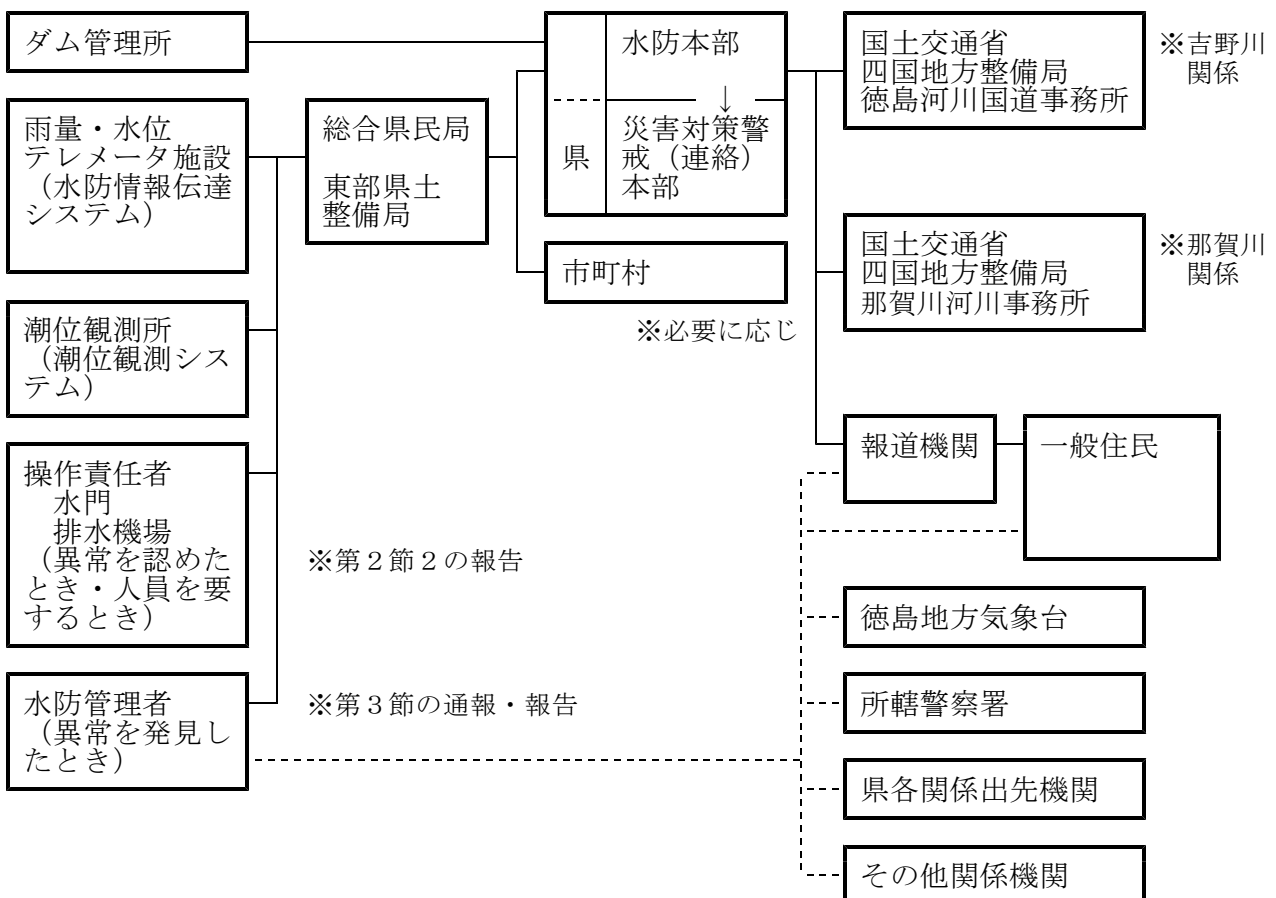 ダム管理所
雨量・水位
テレメータ施設
（水防情報伝達
システム）
潮位観測所
（潮位観測シス
テム）
操作責任者
水門
排水機場
（異常を認めた
とき・人員を要
するとき）
水防管理者
（異常を発見し
たとき）
総合県民局
東部県土
整備局
※第２節２の報告
※第３節の通報・報告
県
水防本部
↓
災害対策警
戒（連絡）
本部
市町村
※必要に応じ
国土交通省
四国地方整備局
徳島河川国道事務所
※吉野川
関係
国土交通省
四国地方整備局
那賀川河川事務所
※那賀川
関係
報道機関
一般住民
徳島地方気象台
所轄警察署
県各関係出先機関
その他関係機関